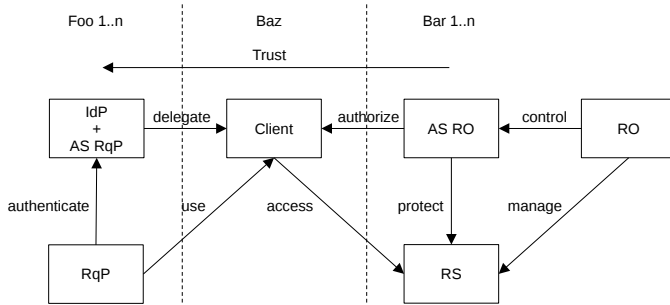 Foo 1..n
Baz
Bar 1..n
Trust
IdP
+
AS RqP
delegate
Client
authorize
AS RO
control
RO
authenticate
use
access
protect
manage
RqP
RS